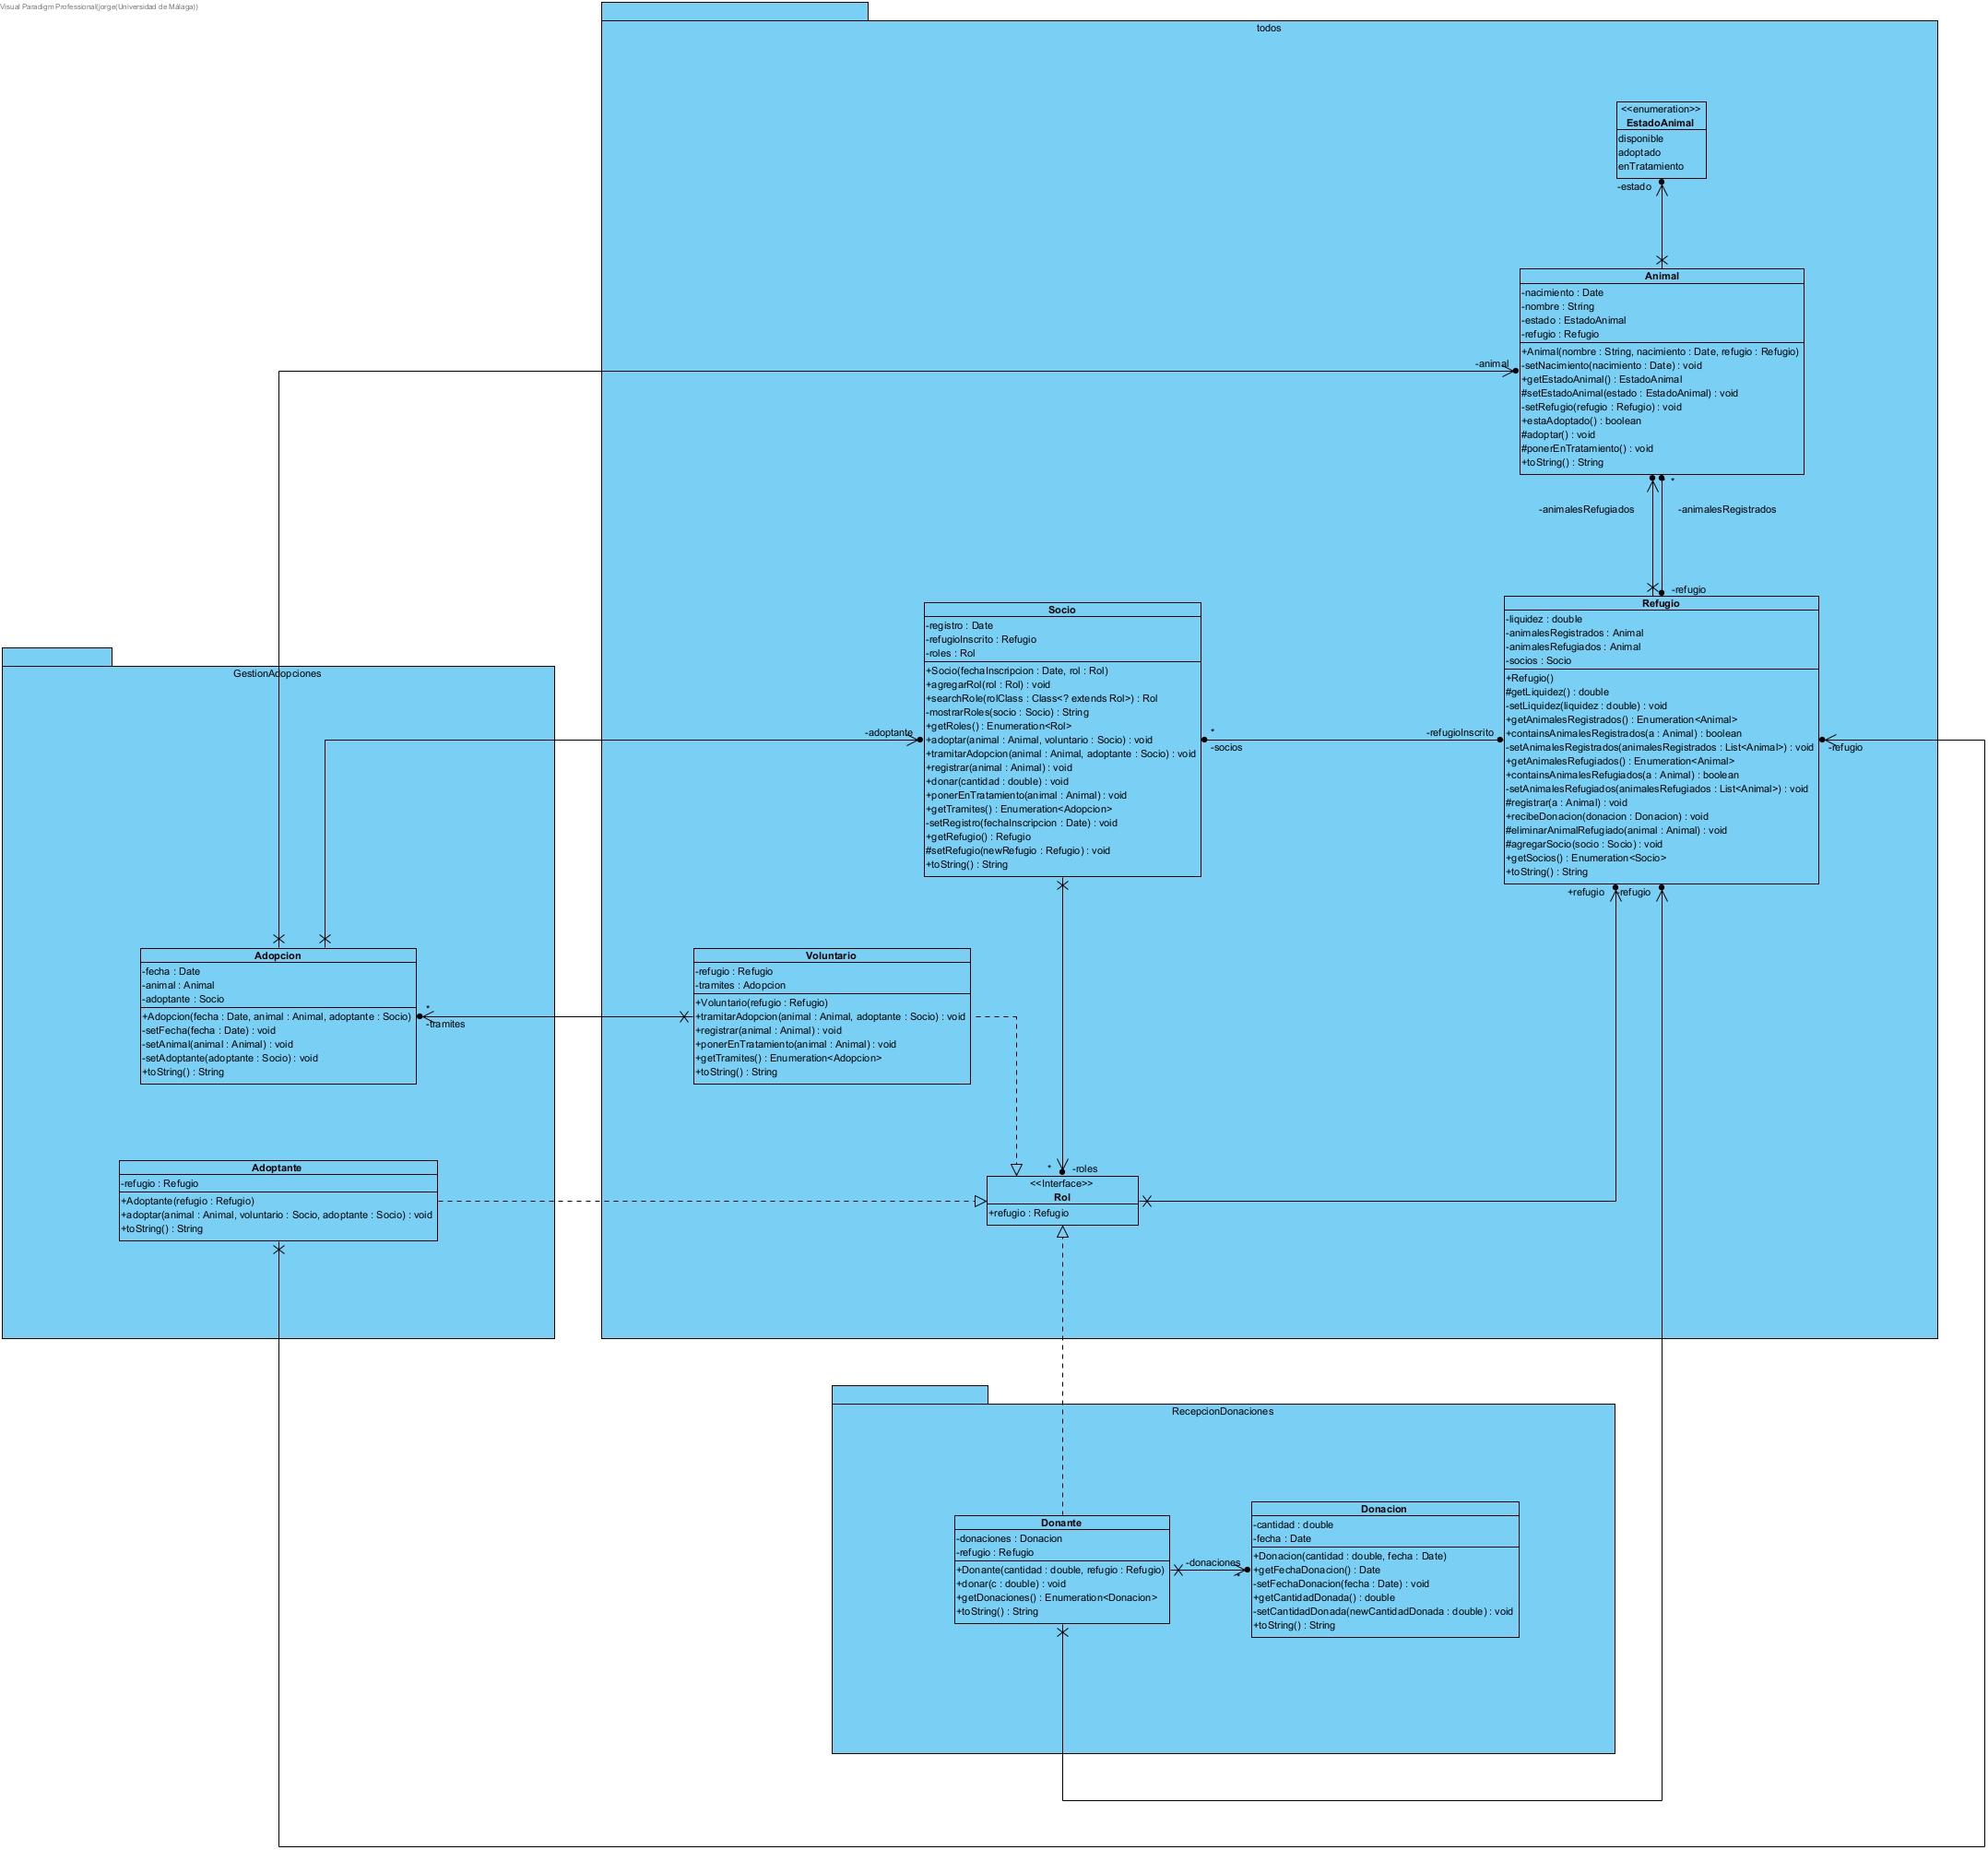 Visual Paradigm Professional(jorge(Universidad de Málaga))
todos
<<enumeration>>
EstadoAnimal
disponible
adoptado
enTratamiento
-estado
Animal
-nacimiento : Date
-nombre : String
-estado : EstadoAnimal
-refugio : Refugio
+Animal(nombre : String, nacimiento : Date, refugio : Refugio)
-setNacimiento(nacimiento : Date) : void
+getEstadoAnimal() : EstadoAnimal
#setEstadoAnimal(estado : EstadoAnimal) : void
-setRefugio(refugio : Refugio) : void
+estaAdoptado() : boolean
#adoptar() : void
#ponerEnTratamiento() : void
+toString() : String
-animal
*
-animalesRefugiados
-animalesRegistrados
-refugio
Socio
-registro : Date
-refugioInscrito : Refugio
-roles : Rol
+Socio(fechaInscripcion : Date, rol : Rol)
+agregarRol(rol : Rol) : void
+searchRole(rolClass : Class<? extends Rol>) : Rol
-mostrarRoles(socio : Socio) : String
+getRoles() : Enumeration<Rol>
+adoptar(animal : Animal, voluntario : Socio) : void
+tramitarAdopcion(animal : Animal, adoptante : Socio) : void
+registrar(animal : Animal) : void
+donar(cantidad : double) : void
+ponerEnTratamiento(animal : Animal) : void
+getTramites() : Enumeration<Adopcion>
-setRegistro(fechaInscripcion : Date) : void
+getRefugio() : Refugio
#setRefugio(newRefugio : Refugio) : void
+toString() : String
-adoptante
*
-socios
-refugioInscrito
Refugio
-liquidez : double
-animalesRegistrados : Animal
-animalesRefugiados : Animal
-socios : Socio
+Refugio()
#getLiquidez() : double
-setLiquidez(liquidez : double) : void
+getAnimalesRegistrados() : Enumeration<Animal>
+containsAnimalesRegistrados(a : Animal) : boolean
-setAnimalesRegistrados(animalesRegistrados : List<Animal>) : void
+getAnimalesRefugiados() : Enumeration<Animal>
+containsAnimalesRefugiados(a : Animal) : boolean
-setAnimalesRefugiados(animalesRefugiados : List<Animal>) : void
#registrar(a : Animal) : void
+recibeDonacion(donacion : Donacion) : void
#eliminarAnimalRefugiado(animal : Animal) : void
#agregarSocio(socio : Socio) : void
+getSocios() : Enumeration<Socio>
+toString() : String
-refugio
+refugio
-refugio
GestionAdopciones
Adopcion
-fecha : Date
-animal : Animal
-adoptante : Socio
+Adopcion(fecha : Date, animal : Animal, adoptante : Socio)
-setFecha(fecha : Date) : void
-setAnimal(animal : Animal) : void
-setAdoptante(adoptante : Socio) : void
+toString() : String
*
-tramites
Voluntario
-refugio : Refugio
-tramites : Adopcion
+Voluntario(refugio : Refugio)
+tramitarAdopcion(animal : Animal, adoptante : Socio) : void
+registrar(animal : Animal) : void
+ponerEnTratamiento(animal : Animal) : void
+getTramites() : Enumeration<Adopcion>
+toString() : String
Adoptante
-refugio : Refugio
+Adoptante(refugio : Refugio)
+adoptar(animal : Animal, voluntario : Socio, adoptante : Socio) : void
+toString() : String
* -roles
<<Interface>>
Rol
+refugio : Refugio
RecepcionDonaciones
Donante
-donaciones : Donacion
-refugio : Refugio
+Donante(cantidad : double, refugio : Refugio)
+donar(c : double) : void
+getDonaciones() : Enumeration<Donacion>
+toString() : String
-donaciones
*
Donacion
-cantidad : double
-fecha : Date
+Donacion(cantidad : double, fecha : Date)
+getFechaDonacion() : Date
-setFechaDonacion(fecha : Date) : void
+getCantidadDonada() : double
-setCantidadDonada(newCantidadDonada : double) : void
+toString() : String